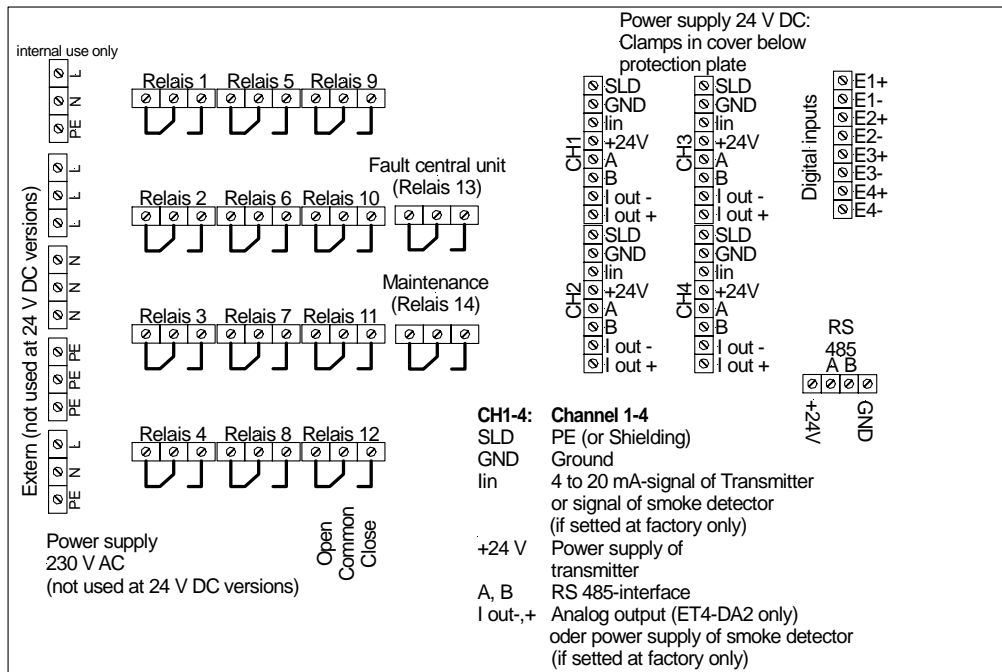 internal use only
L
N
PE
L
L
L
N
N
N
PE
PE
PE
L
N
PE
Extern (not used at 24 V DC versions)
Relais 1 Relais 5 Relais 9
Relais 2 Relais 6 Relais 10
Relais 3 Relais 7 Relais 11
Relais 4 Relais 8 Relais 12
Fault central unit
(Relais 13)
Maintenance
(Relais 14)
Open
Common
Close
Power supply
230 V AC
(not used at 24 V DC versions)
Power supply 24 V DC:
Clamps in cover below
protection plate
CH1
SLD
GND
Iin
+24V
A
B
I out -
I out +
CH2
SLD
GND
Iin
+24V
A
B
I out -
I out +
CH3
SLD
GND
Iin
+24V
A
B
I out -
I out +
CH4
SLD
GND
Iin
+24V
A
B
I out -
I out +
Digital inputs
E1+
E1-
E2+
E2-
E3+
E3-
E4+
E4-
RS
485
A B
+24V
GND
CH1-4: Channel 1-4
SLD PE (or Shielding)
GND Ground
Iin 4 to 20 mA-signal of Transmitter
or signal of smoke detector
(if setted at factory only)
+24 V Power supply of
transmitter
A, B RS 485-interface
I out-,+ Analog output (ET4-DA2 only)
oder power supply of smoke detector
(if setted at factory only)